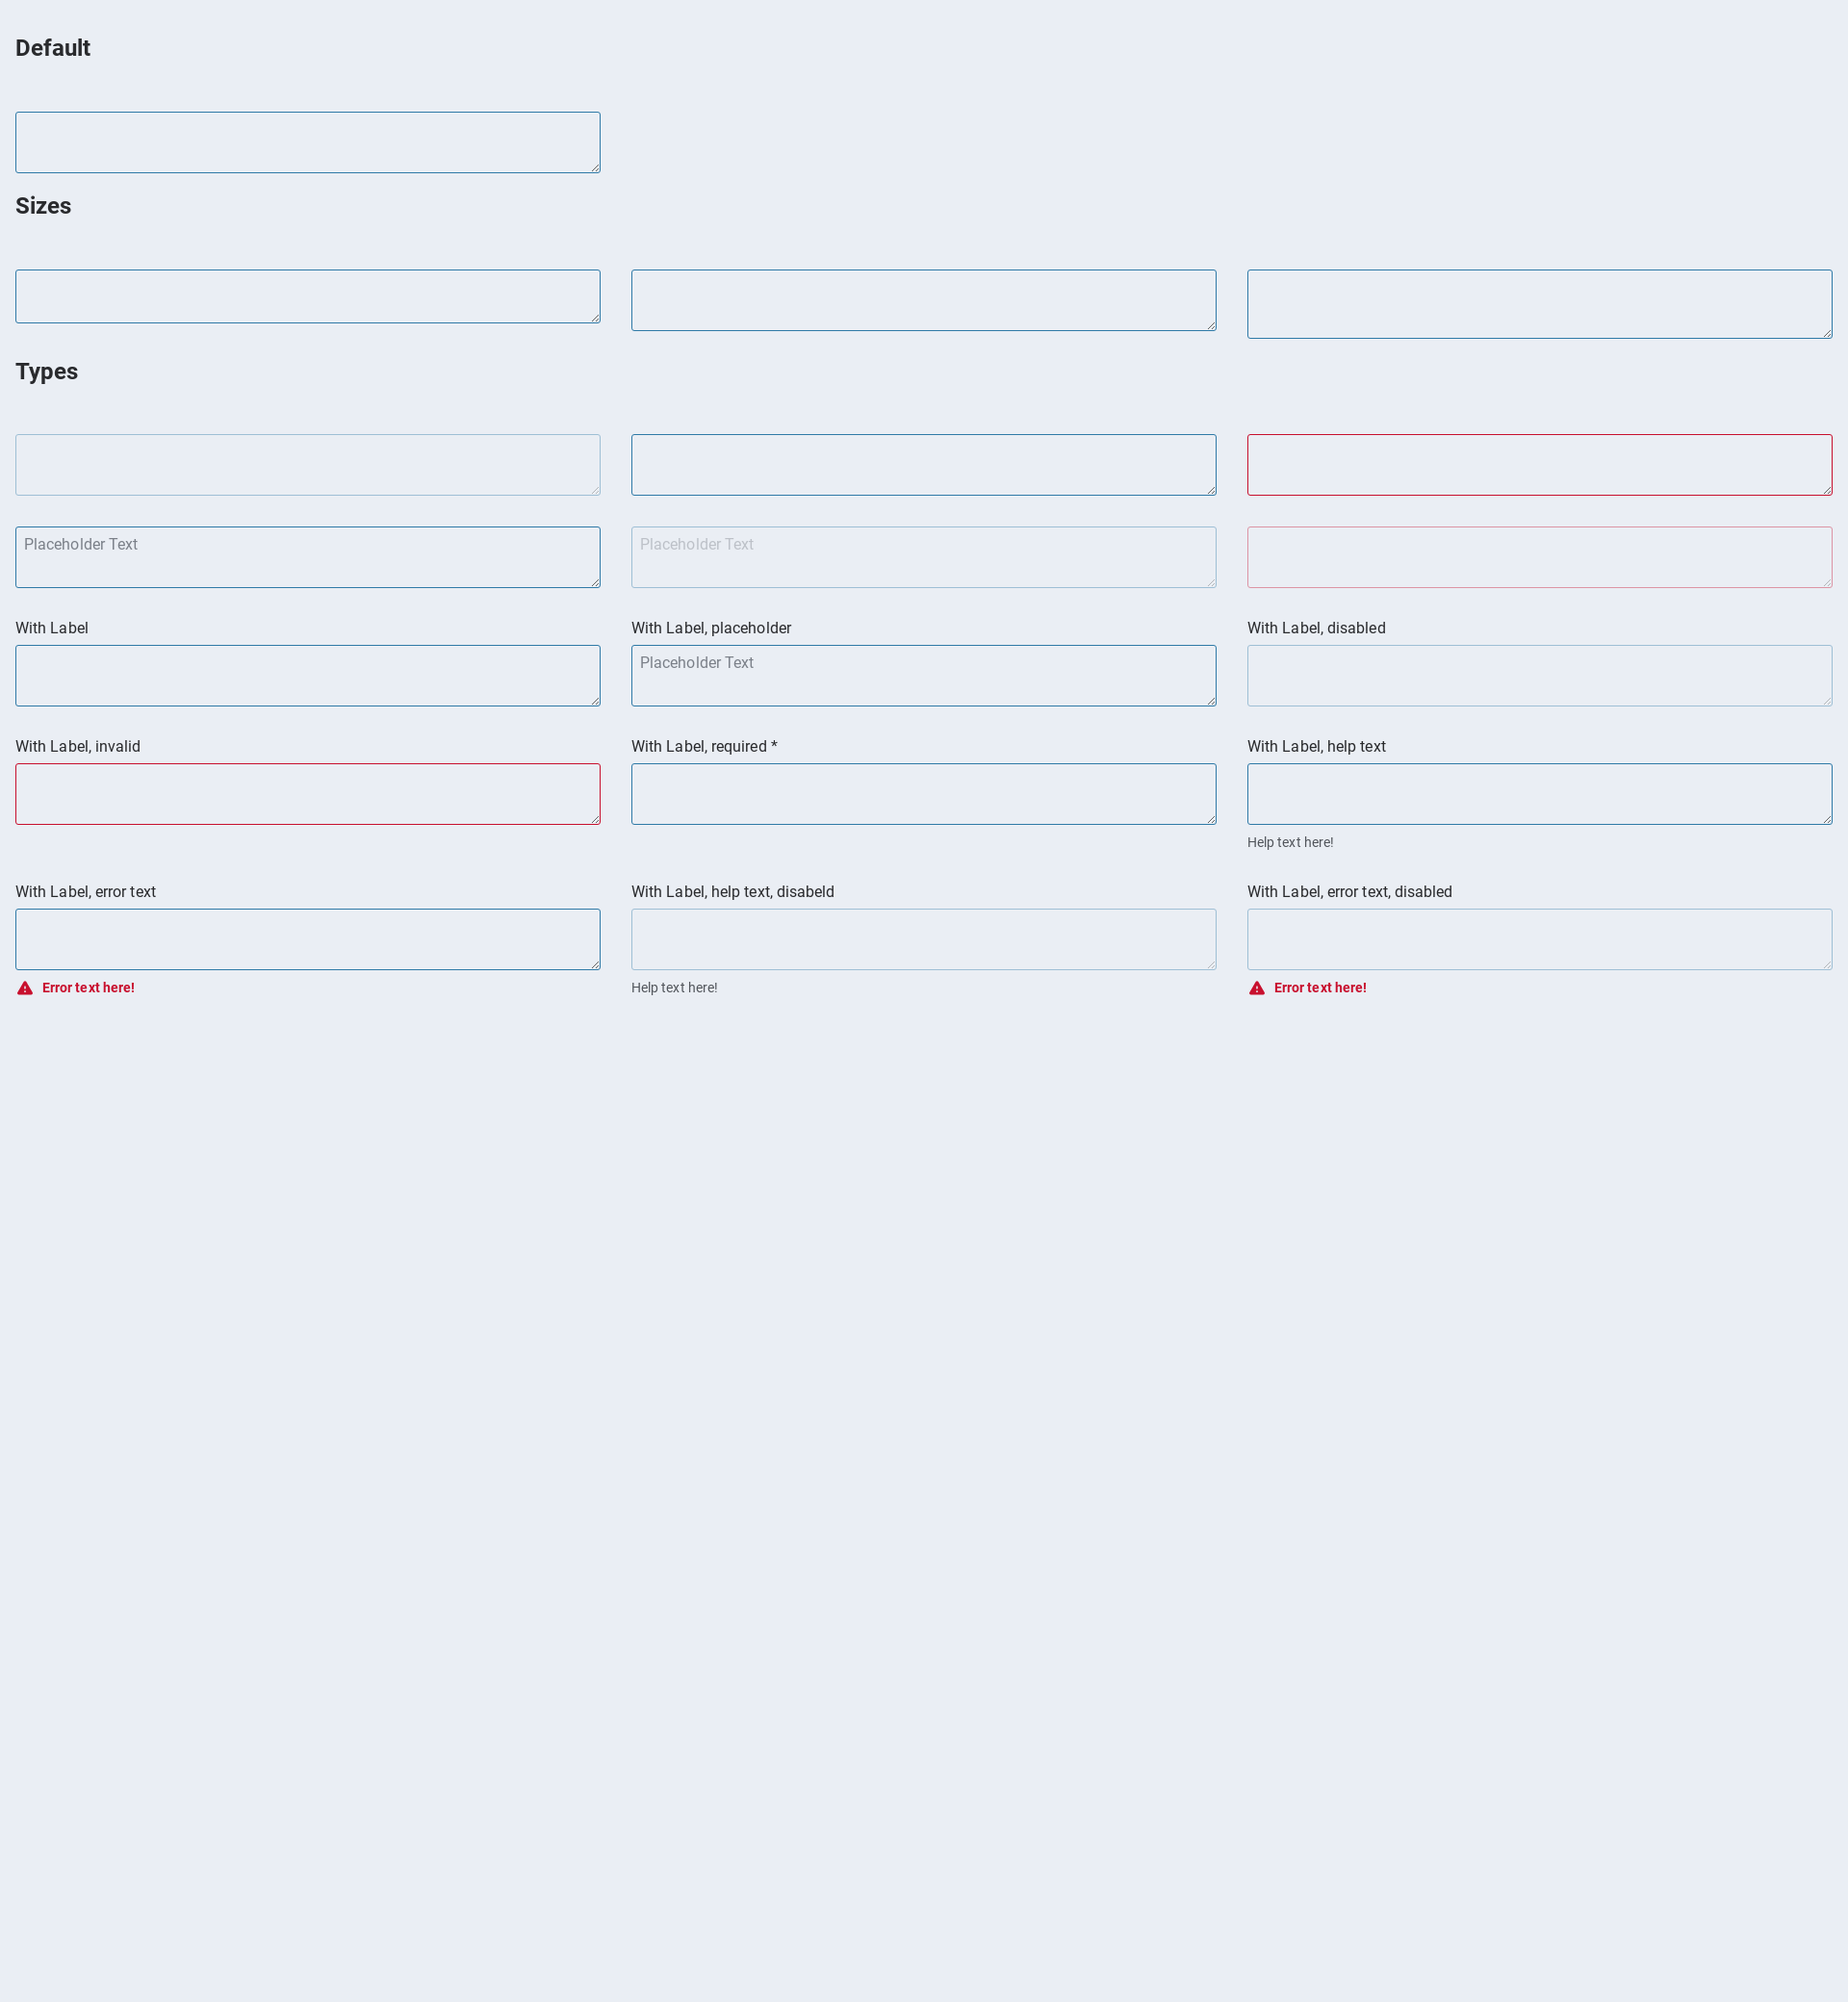 Default
Sizes
Types
Placeholder Text
Placeholder Text
With Label
With Label, placeholder
With Label, disabled
Placeholder Text
With Label, invalid
With Label, required *
With Label, help text
Help text here!
With Label, error text
With Label, help text, disabeld
With Label, error text, disabled
Error text here!
Help text here!
Error text here!